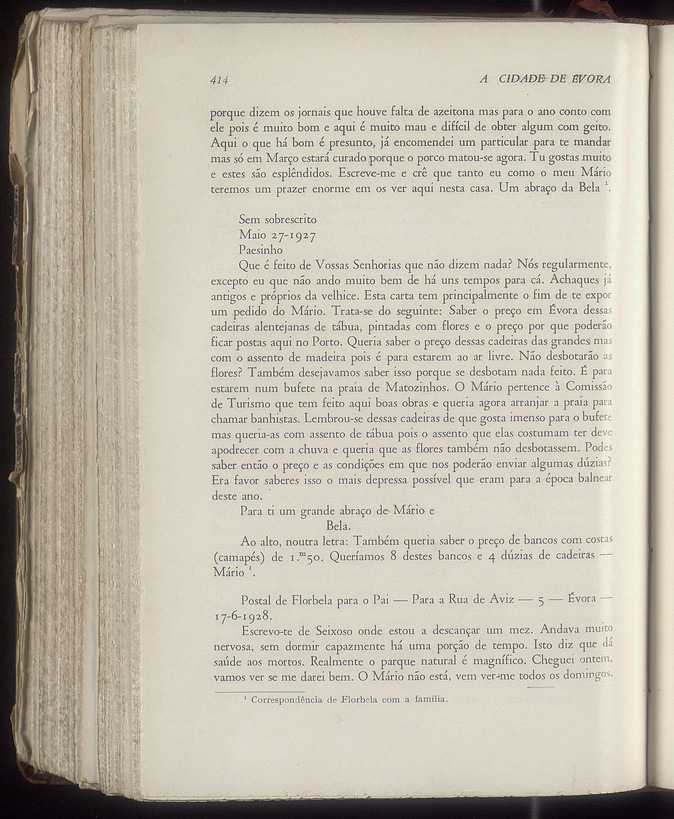 414 A CIDADE DE ÉVORA
porque dizem os jornais que houve falta de azeitona mas para o ano conto com
ele pois é muito bom e aqui é muito mau e difícil de obter algum com geito.
Aqui o que há bom é presunto, já encomendei um particular para te mandar
mas só em Março estará curado porque o porco matou-se agora. Tu gostas muito
e estes são esplêndidos. Escreve-me e crê que tanto eu como o meu Mário
teremos um prazer enorme em os ver aqui nesta casa. Um abraço da Bela ¹.
Sem sobrescrito
Maio 27-1927
Paesinho
Que é feito de Vossas Senhorias que não dizem nada? Nós regularmente,
excepto eu que não ando muito bem de há uns tempos para cá. Achaques já
antigos e próprios da velhice. Esta carta tem principalmente o fim de te expor
um pedido do Mário. Trata-se do seguinte: Saber o preço em Évora dessas
cadeiras alentejanas de tábua, pintadas com flores e o preço por que poderão
ficar postas aqui no Porto. Queria saber o preço dessas cadeiras das grandes mas
com o assento de madeira pois é para estarem ao ar livre. Não desbotarão as
flores? Também desejavamos saber isso porque se desbotam nada feito. É para
estarem num bufete na praia de Matozinhos. O Mário pertence à Comissão
de Turismo que tem feito aqui boas obras e queria agora arranjar a praia para
chamar banhistas. Lembrou-se dessas cadeiras de que gosta imenso para o bufete
mas queria-as com assento de tábua pois o assento que elas costumam ter deve
apodrecer com a chuva e queria que as flores também não desbotassem. Podes
saber então o preço e as condições em que nos poderão enviar algumas dúzias?
Era favor saberes isso o mais depressa possível que eram para a época balnear
deste ano.
Para ti um grande abraço de Mário e
Bela.
Ao alto, noutra letra: Também queria saber o preço de bancos com costas
(camapés) de 1.ᵐ50. Queríamos 8 destes bancos e 4 dúzias de cadeiras —
Mário ¹.
Postal de Florbela para o Pai — Para a Rua de Aviz — 5 — Évora —
17-6-1928.
Escrevo-te de Seixoso onde estou a descançar um mez. Andava muito
nervosa, sem dormir capazmente há uma porção de tempo. Isto diz que dá
saúde aos mortos. Realmente o parque natural é magnífico. Cheguei ontem,
vamos ver se me darei bem. O Mário não está, vem ver-me todos os domingos.
¹ Correspondência de Florbela com a família.